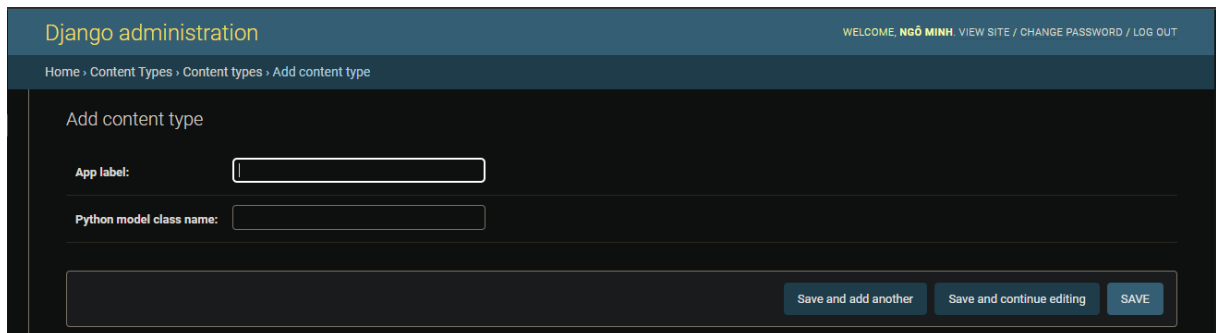 Django administration
WELCOME, NGÔ MINH. VIEW SITE / CHANGE PASSWORD / LOG OUT
Home › Content Types › Content types › Add content type
Add content type
App label:
Python model class name:
Save and add another
Save and continue editing
SAVE